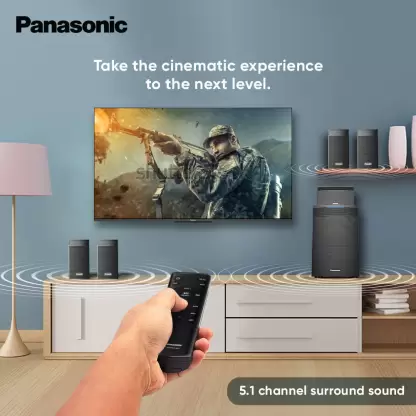 Panasonic
Take the cinematic experience
to the next level.
5.1 channel surround sound